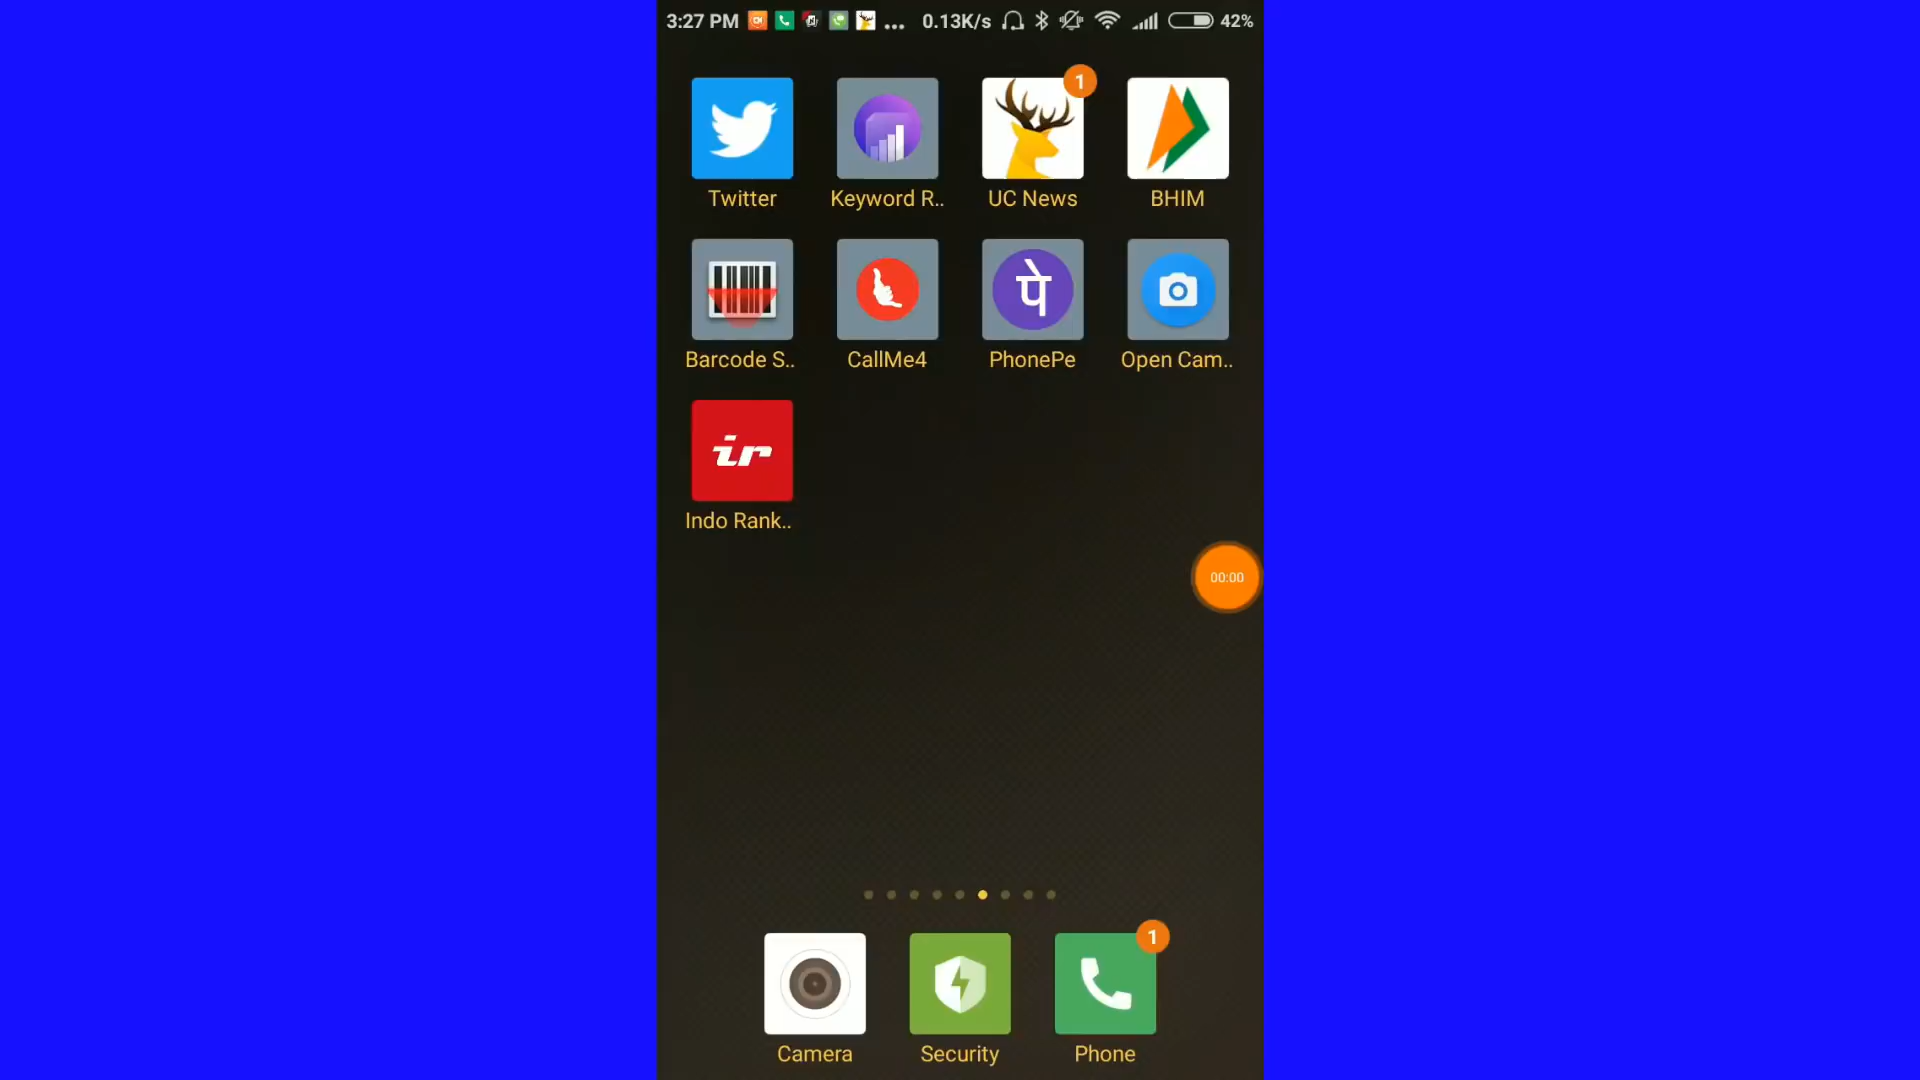 3:27 PM ... 0.13K/s 42%
1
Twitter Keyword R.. UC News BHIM
पे
Barcode S.. CallMe4 PhonePe Open Cam..
ir
Indo Rank..
00:00
1
Camera Security Phone